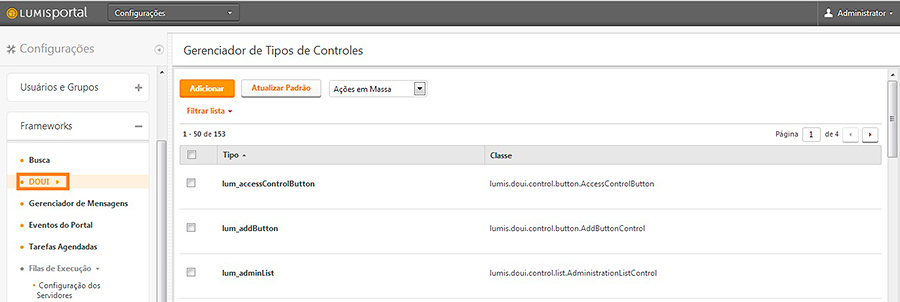 LUMISPORTAL
Configurações
Administrator
Configurações
Usuários e Grupos
Frameworks
Busca
DOUI
Gerenciador de Mensagens
Eventos do Portal
Tarefas Agendadas
Filas de Execução
Configuração dos
Servidores
Gerenciador de Tipos de Controles
Adicionar
Atualizar Padrão
Ações em Massa
Filtrar lista
1 - 50 de 153
Página 1 de 4
Tipo Classe
lum_accessControlButton lumis.doui.control.button.AccessControlButton
lum_addButton lumis.doui.control.button.AddButtonControl
lum_adminList lumis.doui.control.list.AdministrationListControl